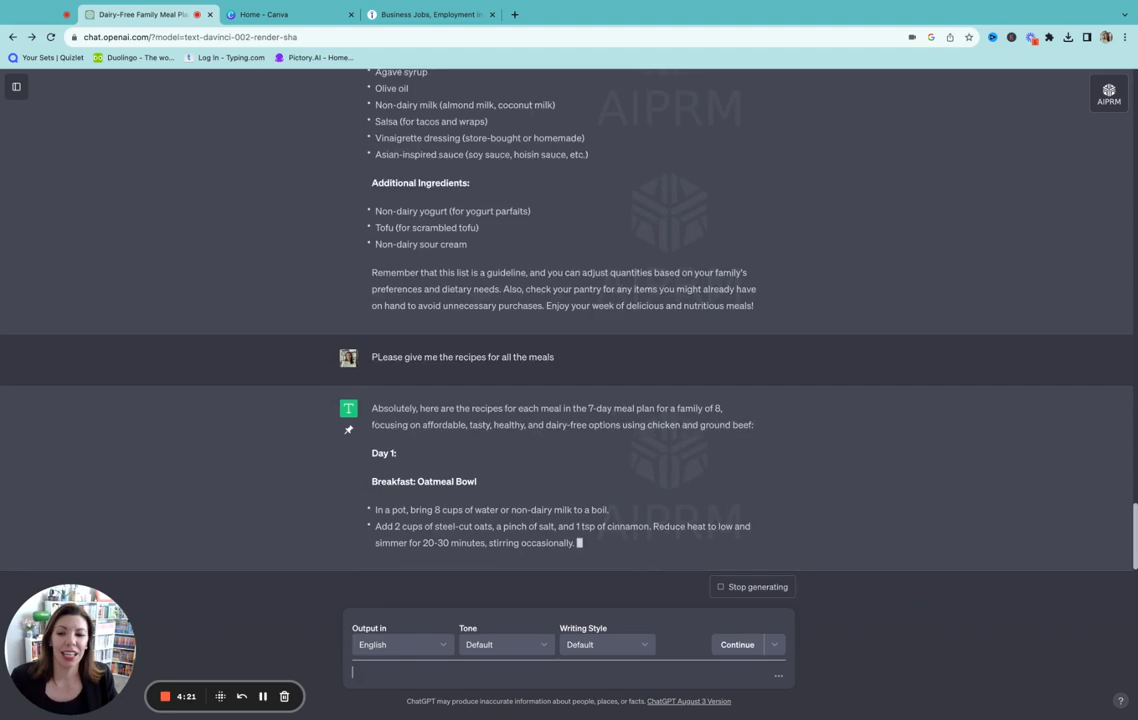 Dairy-Free Family Meal Pla
Home - Canva
Business Jobs, Employment in
chat.openai.com/?model=text-davinci-002-render-sha
Your Sets | Quizlet
Duolingo - The wo...
Log In - Typing.com
Pictory.AI - Home...
Agave syrup
Olive oil
Non-dairy milk (almond milk, coconut milk)
Salsa (for tacos and wraps)
Vinaigrette dressing (store-bought or homemade)
Asian-inspired sauce (soy sauce, hoisin sauce, etc.)
AIPRM
AIPRM
Additional Ingredients:
Non-dairy yogurt (for yogurt parfaits)
Tofu (for scrambled tofu)
Non-dairy sour cream
Remember that this list is a guideline, and you can adjust quantities based on your family's
preferences and dietary needs. Also, check your pantry for any items you might already have
on hand to avoid unnecessary purchases. Enjoy your week of delicious and nutritious meals!
PLease give me the recipes for all the meals
Absolutely, here are the recipes for each meal in the 7-day meal plan for a family of 8,
focusing on affordable, tasty, healthy, and dairy-free options using chicken and ground beef:
Day 1:
Breakfast: Oatmeal Bowl
In a pot, bring 8 cups of water or non-dairy milk to a boil.
Add 2 cups of steel-cut oats, a pinch of salt, and 1 tsp of cinnamon. Reduce heat to low and
simmer for 20-30 minutes, stirring occasionally.
AIPRM
Stop generating
Output in
Tone
Writing Style
English
Default
Default
Continue
4:21
ChatGPT may produce inaccurate information about people, places, or facts. ChatGPT August 3 Version